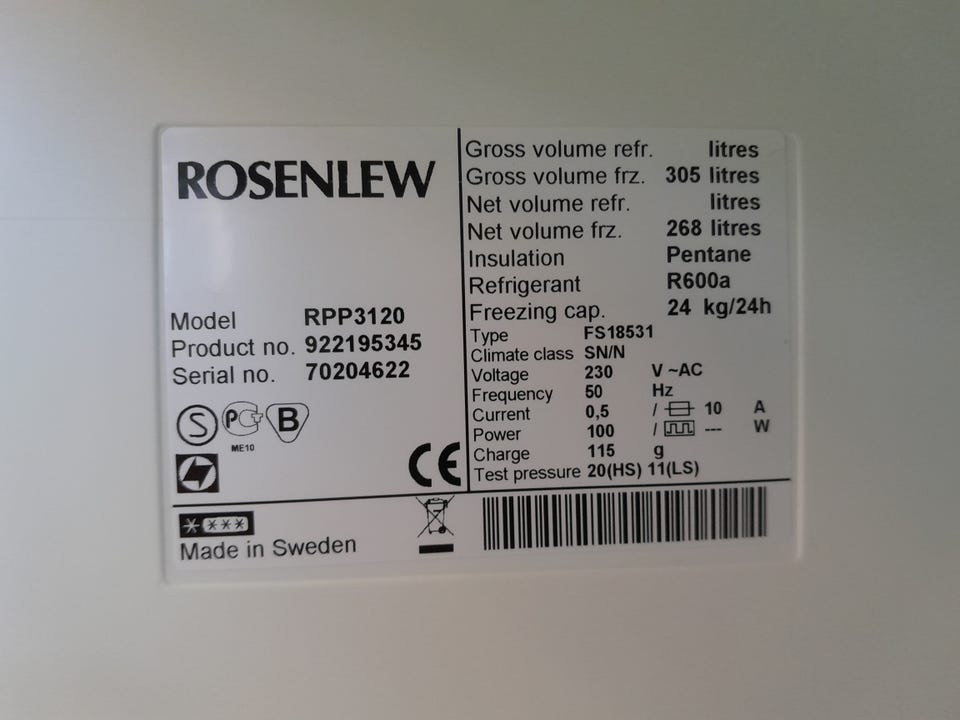 ROSENLEW
Model RPP3120
Product no. 922195345
Serial no. 70204622
S PCT B
ME10
CE
Made in Sweden
Gross volume refr. litres
Gross volume frz. 305 litres
Net volume refr. litres
Net volume frz. 268 litres
Insulation Pentane
Refrigerant R600a
Freezing cap. 24 kg/24h
Type FS18531
Climate class SN/N
Voltage 230 V ~AC
Frequency 50 Hz
Current 0,5 / 10 A
Power 100 / --- W
Charge 115 g
Test pressure 20(HS) 11(LS)